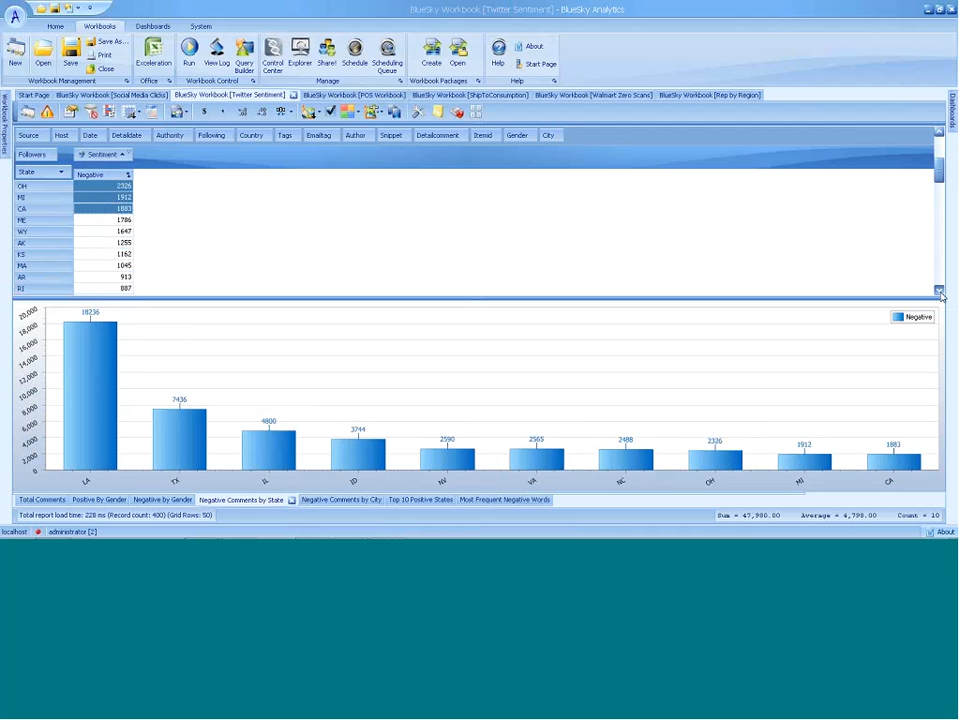 BlueSky Workbook [Twitter Sentiment] - BlueSky Analytics
A
Home Workbooks Dashboards System
New Open Save Save As... Print Close Exceleration Run View Log Query Builder Control Center Explorer Share! Schedule Scheduling Queue Create Open Help About Start Page
Workbook Management Office Workbook Control Manage Workbook Packages Help
Start Page BlueSky Workbook [Social Media Clicks] BlueSky Workbook [Twitter Sentiment] BlueSky Workbook [POS Workbook] BlueSky Workbook [ShipToConsumption] BlueSky Workbook [Walmart Zero Scans] BlueSky Workbook [Rep by Region]
Workbook Properties
Dashboards
Source Host Date Detaildate Authority Following Country Tags Emailtag Author Snippet Detailcomment Itemid Gender City
Followers Sentiment
State Negative
OH 2326
MI 1912
CA 1883
ME 1786
WY 1647
AK 1255
KS 1162
MA 1045
AR 913
RI 887
Negative
20,000
18,000
16,000
14,000
12,000
10,000
8,000
6,000
4,000
2,000
0
18236 7436 4800 3744 2590 2565 2488 2326 1912 1883
LA TX IL ID NV VA NC OH MI CA
Total Comments Positive By Gender Negative by Gender Negative Comments by State Negative Comments by City Top 10 Positive States Most Frequent Negative Words
Total report load time: 228 ms (Record count: 400) (Grid Rows: 50) Sum = 47,980.00 Average = 4,798.00 Count = 10
localhost administrator [2] About